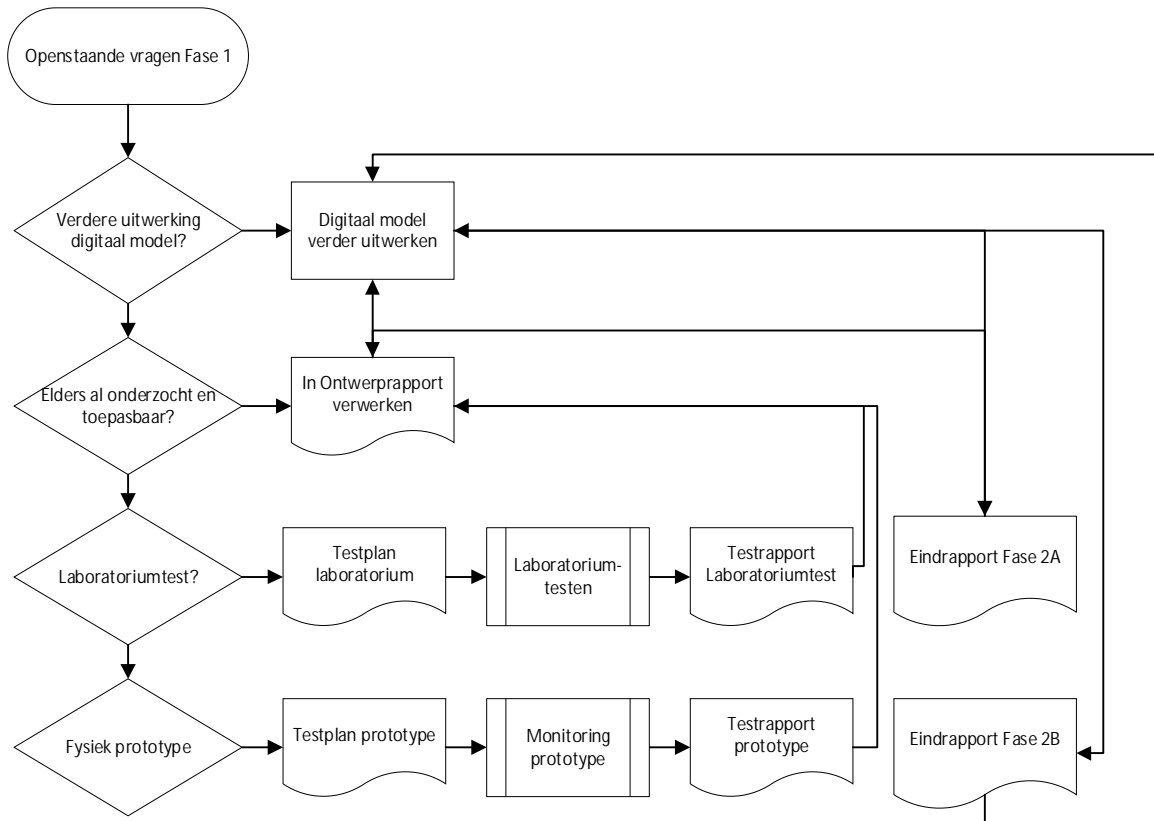 Openstaande vragen Fase 1
Verdere uitwerking
digitaal model?
Digitaal model
verder uitwerken
Elders al onderzocht en
toepasbaar?
In Ontwerprapport
verwerken
Laboratoriumtest?
Testplan
laboratorium
Laboratorium-
testen
Testrapport
Laboratoriumtest
Eindrapport Fase 2A
Fysiek prototype
Testplan prototype
Monitoring
prototype
Testrapport
prototype
Eindrapport Fase 2B